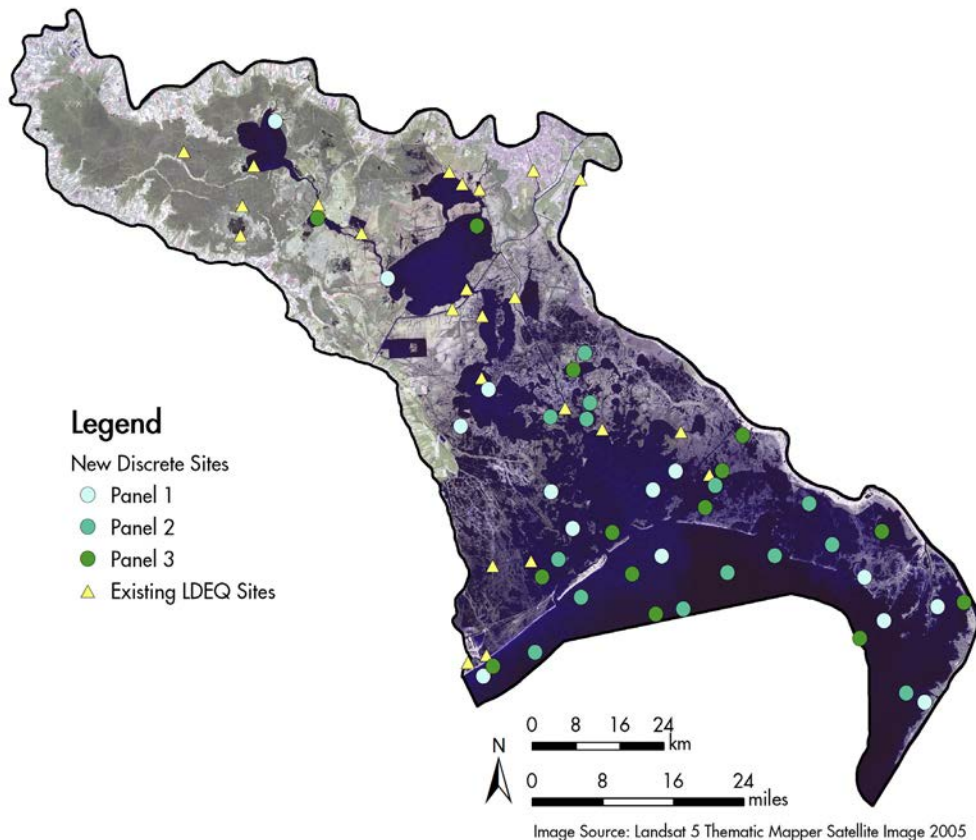 Legend
New Discrete Sites
Panel 1
Panel 2
Panel 3
Existing LDEQ Sites
N
0 8 16 24
km
0 8 16 24
miles
Image Source: Landsat 5 Thematic Mapper Satellite Image 2005